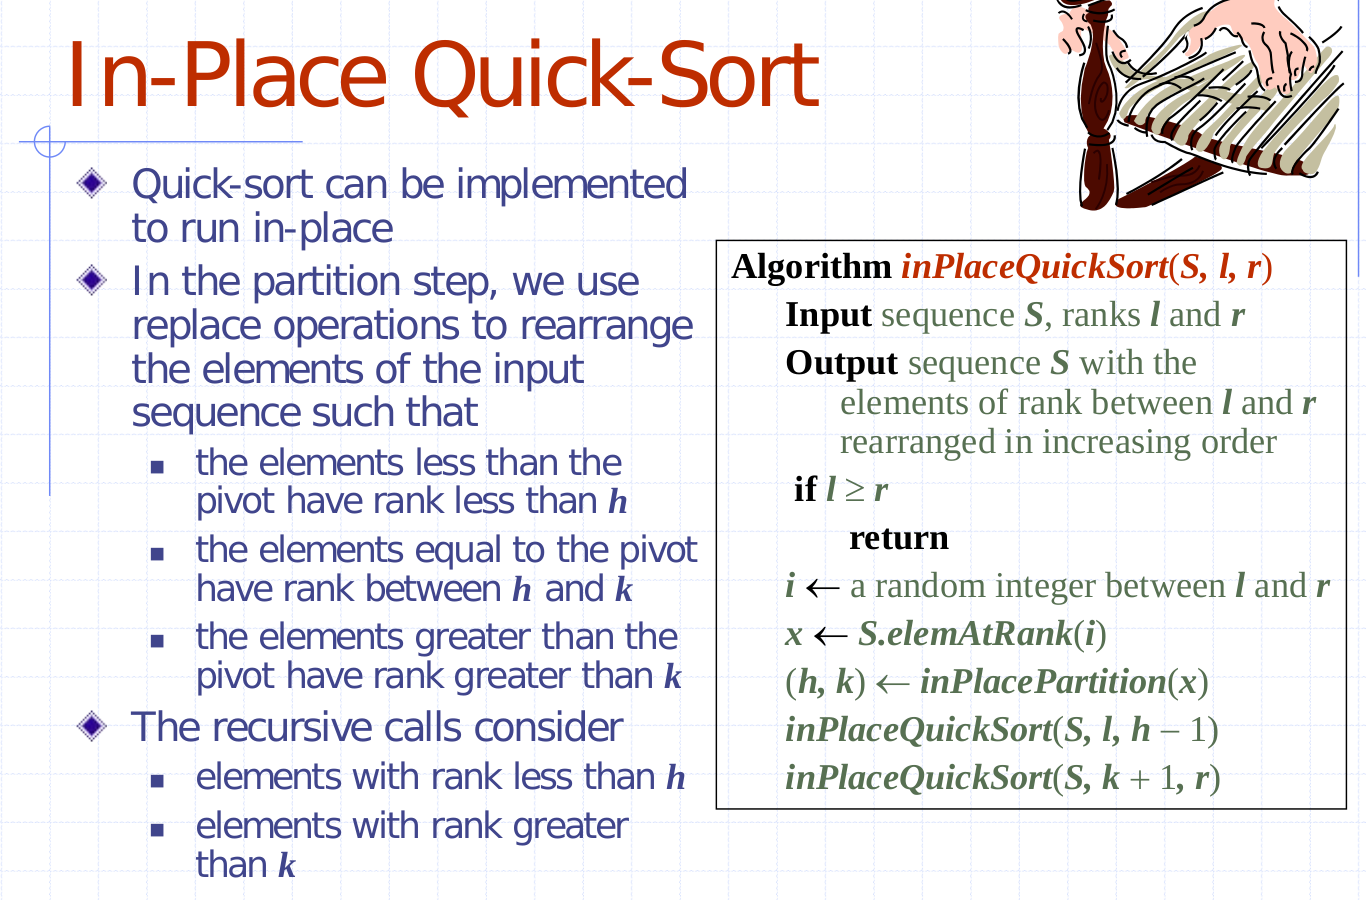 In-Place Quick-Sort
Quick-sort can be implemented
to run in-place
In the partition step, we use
replace operations to rearrange
the elements of the input
sequence such that
the elements less than the
pivot have rank less than h
the elements equal to the pivot
have rank between h and k
the elements greater than the
pivot have rank greater than k
The recursive calls consider
elements with rank less than h
elements with rank greater
than k
Algorithm inPlaceQuickSort(S, l, r)
Input sequence S, ranks l and r
Output sequence S with the
elements of rank between l and r
rearranged in increasing order
if l ≥ r
return
i ← a random integer between l and r
x ← S.elemAtRank(i)
(h, k) ← inPlacePartition(x)
inPlaceQuickSort(S, l, h – 1)
inPlaceQuickSort(S, k + 1, r)